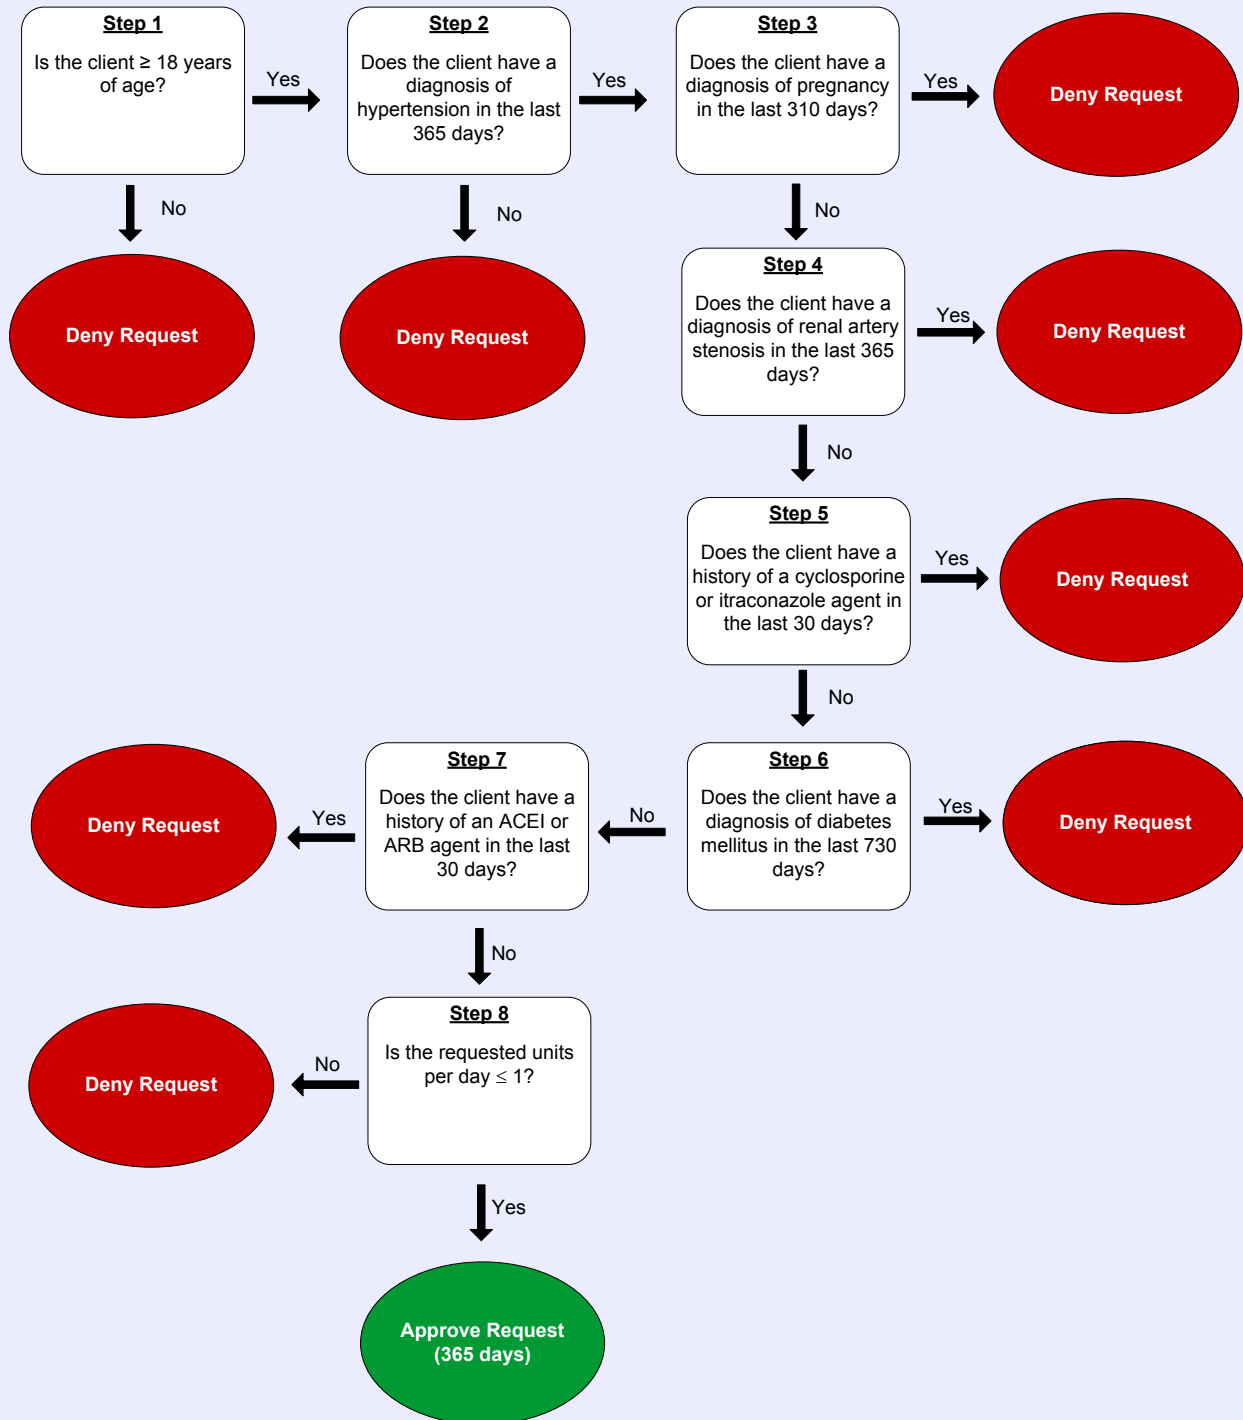 Step 1
Is the client ≥ 18 years
of age?
Yes
No
Deny Request
Step 2
Does the client have a
diagnosis of
hypertension in the last
365 days?
Yes
No
Deny Request
Step 3
Does the client have a
diagnosis of pregnancy
in the last 310 days?
Yes
Deny Request
No
Step 4
Does the client have a
diagnosis of renal artery
stenosis in the last 365
days?
Yes
Deny Request
No
Step 5
Does the client have a
history of a cyclosporine
or itraconazole agent in
the last 30 days?
Yes
Deny Request
No
Step 6
Does the client have a
diagnosis of diabetes
mellitus in the last 730
days?
Yes
Deny Request
No
Step 7
Does the client have a
history of an ACEI or
ARB agent in the last
30 days?
Yes
Deny Request
No
Step 8
Is the requested units
per day ≤ 1?
No
Deny Request
Yes
Approve Request
(365 days)